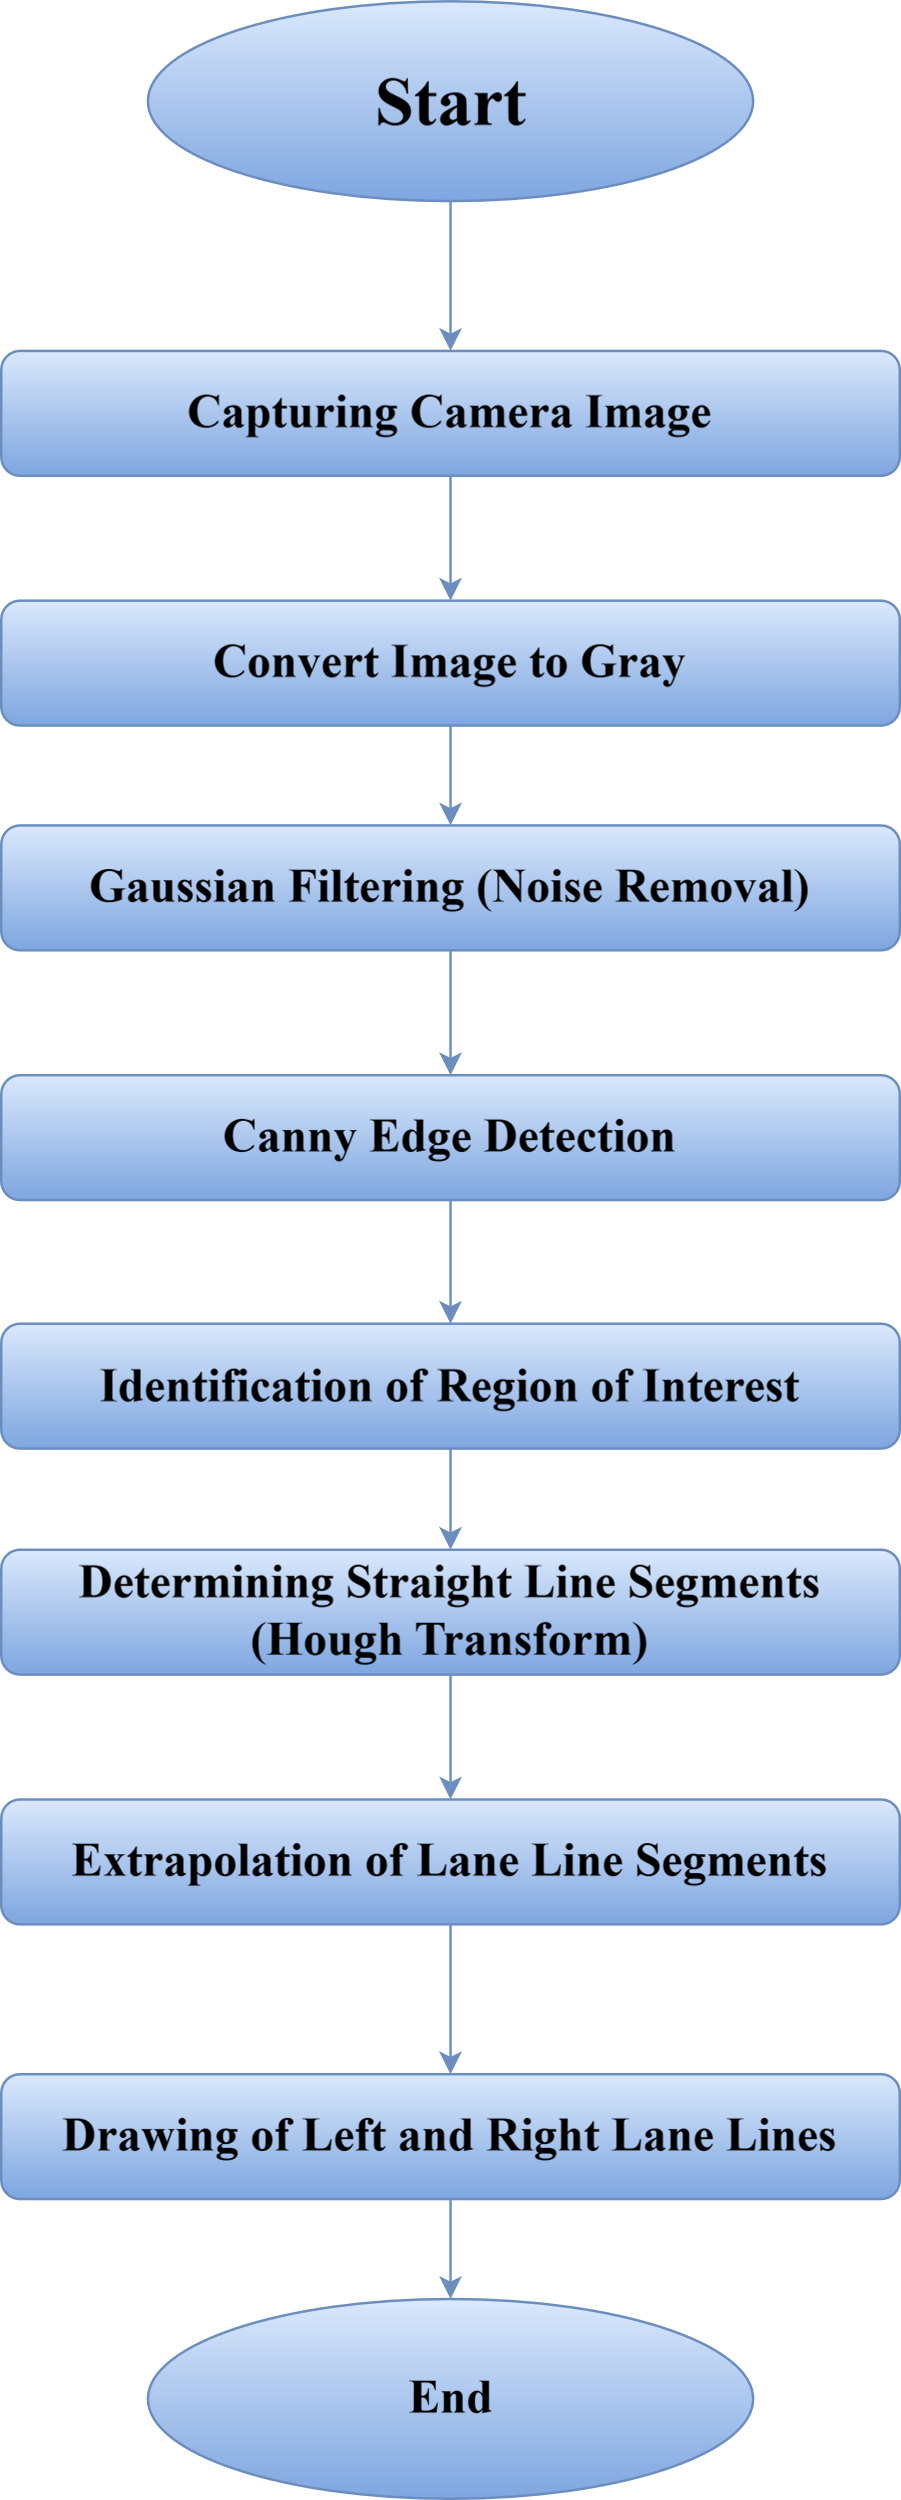 Start
Capturing Camera Image
Convert Image to Gray
Gaussian Filtering (Noise Removal)
Canny Edge Detection
Identification of Region of Interest
Determining Straight Line Segments
(Hough Transform)
Extrapolation of Lane Line Segments
Drawing of Left and Right Lane Lines
End